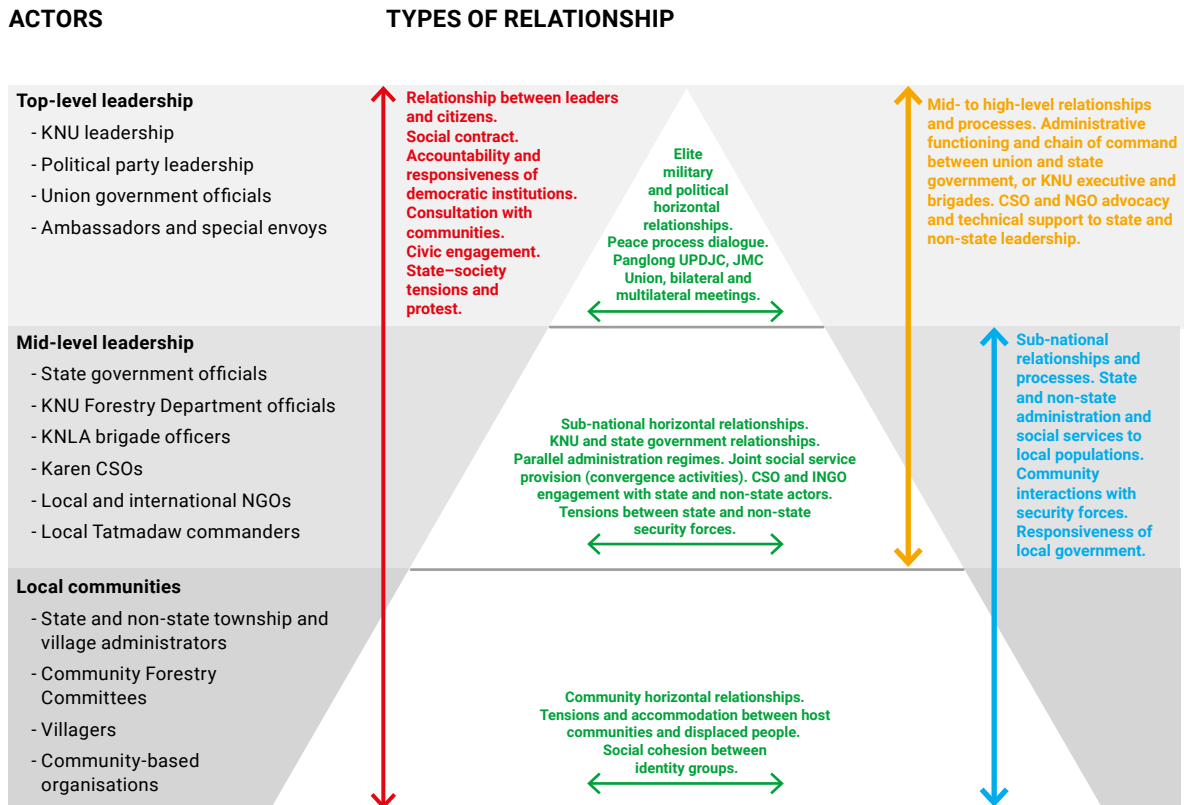 ACTORS
TYPES OF RELATIONSHIP
Top-level leadership
- KNU leadership
- Political party leadership
- Union government officials
- Ambassadors and special envoys
Relationship between leaders
and citizens.
Social contract.
Accountability and
responsiveness of
democratic institutions.
Consultation with
communities.
Civic engagement.
State–society
tensions and
protest.
Elite
military
and political
horizontal
relationships.
Peace process dialogue.
Panglong UPDJC, JMC
Union, bilateral and
multilateral meetings.
Mid- to high-level relationships
and processes. Administrative
functioning and chain of command
between union and state
government, or KNU executive and
brigades. CSO and NGO advocacy
and technical support to state and
non-state leadership.
Mid-level leadership
- State government officials
- KNU Forestry Department officials
- KNLA brigade officers
- Karen CSOs
- Local and international NGOs
- Local Tatmadaw commanders
Sub-national horizontal relationships.
KNU and state government relationships.
Parallel administration regimes. Joint social service
provision (convergence activities). CSO and INGO
engagement with state and non-state actors.
Tensions between state and non-state
security forces.
Sub-national
relationships and
processes. State
and non-state
administration and
social services to
local populations.
Community
interactions with
security forces.
Responsiveness of
local government.
Local communities
- State and non-state township and
village administrators
- Community Forestry
Committees
- Villagers
- Community-based
organisations
Community horizontal relationships.
Tensions and accommodation between host
communities and displaced people.
Social cohesion between
identity groups.